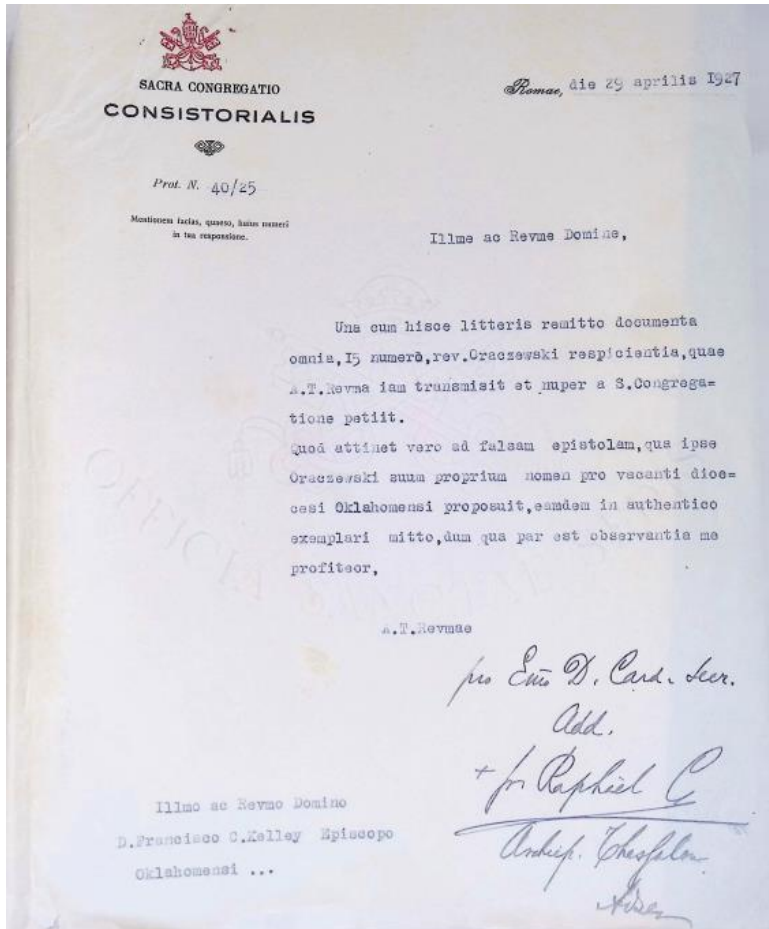 SACRA CONGREGATIO
CONSISTORIALIS
Romae, die 29 aprilis I927
Prot. N. 40/25
Mentionem facias, quaeso, huius numeri
in tua responsione.
Illme ac Revme Domine,
Una cum hisce litteris remitto documenta
omnia,I5 numero,rev.Oraczewski respicientia,quae
A.T.Revma iam transmisit et nuper a S.Congrega=
tione petiit.
Quod attinet vero ad falsam epistolam,qua ipse
Oraczewski suum proprium nomen pro vacanti dioe=
cesi Oklahomensi proposuit,eamdem in authentico
exemplari mitto,dum qua par est observantia me
profiteor,
A.T.Revmae
pro Emo D. Card. Secr.
Add.
+ fr Raphael C
Archiep. Thessalon
Illmo ac Revmo Domino
D.Francisco C.Kelley Episcopo
Oklahomensi ...
OFFICIA